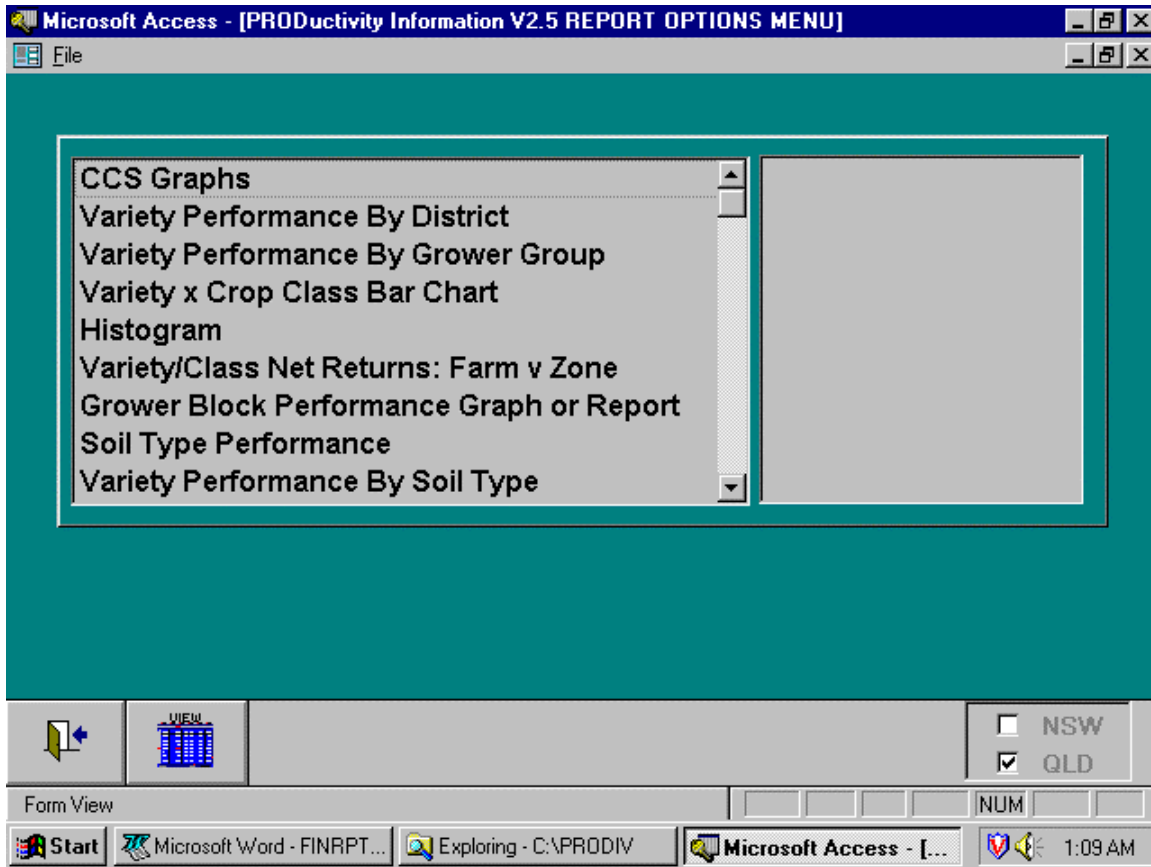 Microsoft Access - [PRODuctivity Information V2.5 REPORT OPTIONS MENU]
File
CCS Graphs
Variety Performance By District
Variety Performance By Grower Group
Variety x Crop Class Bar Chart
Histogram
Variety/Class Net Returns: Farm v Zone
Grower Block Performance Graph or Report
Soil Type Performance
Variety Performance By Soil Type
VIEW
NSW
QLD
Form View
NUM
Start
Microsoft Word - FINRPT...
Exploring - C:\PRODIV
Microsoft Access - [...
1:09 AM